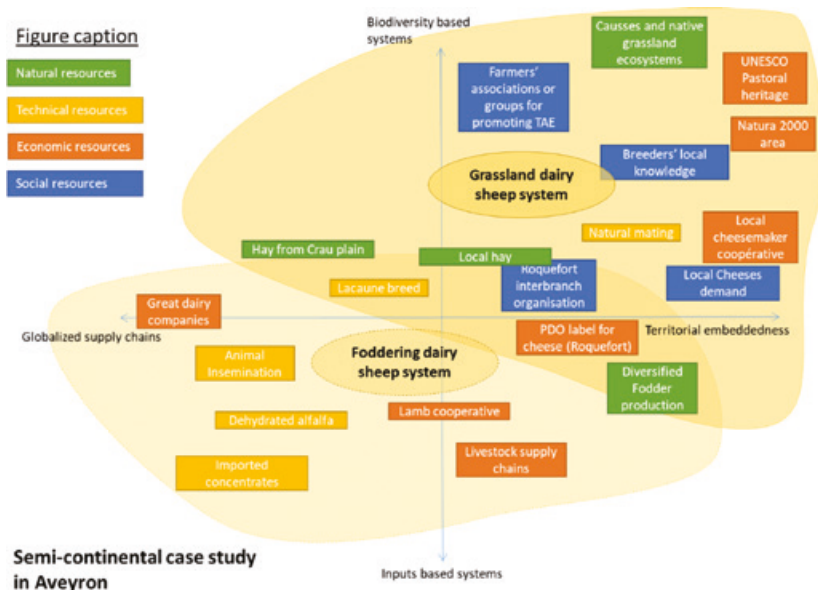 Figure caption
Natural resources
Technical resources
Economic resources
Social resources
Biodiversity based
systems
Causses and native
grassland
ecosystems
UNESCO
Pastoral
heritage
Farmers'
associations or
groups for
promoting TAE
Natura 2000
area
Breeders' local
knowledge
Grassland dairy
sheep system
Natural mating
Local
cheesemaker
coopérative
Hay from Crau plain
Local hay
Roquefort
interbranch
organisation
Local Cheeses
demand
Lacaune breed
Great dairy
companies
Globalized supply chains
Territorial embeddedness
PDO label for
cheese (Roquefort)
Foddering dairy
sheep system
Animal
Insemination
Diversified
Fodder
production
Lamb cooperative
Dehydrated alfalfa
Livestock supply
chains
Imported
concentrates
Semi-continental case study
in Aveyron
Inputs based systems